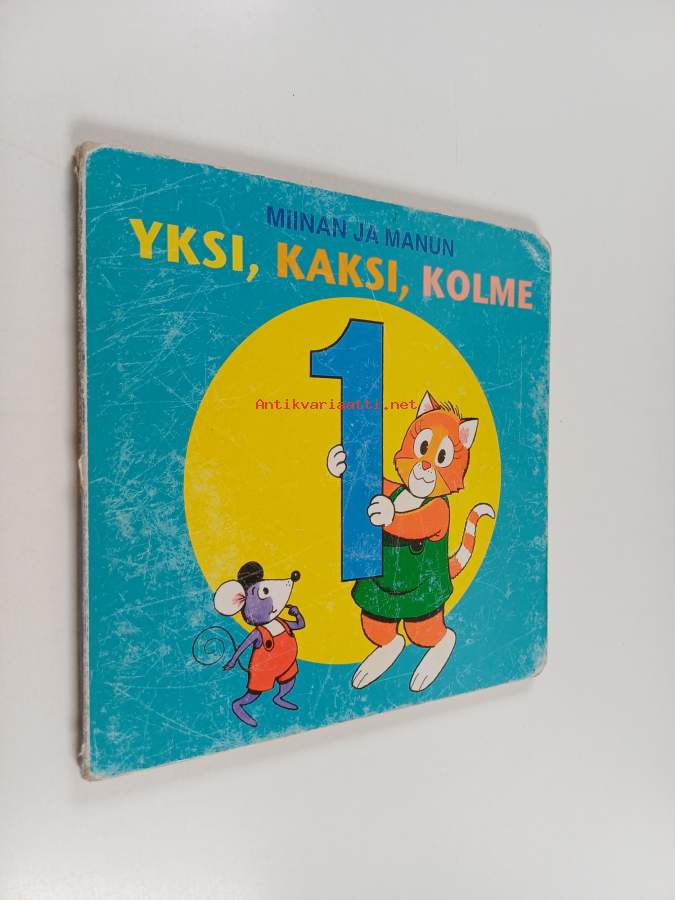 MIINAN JA MANUN
YKSI, KAKSI, KOLME
1
Antikvariaatti.net